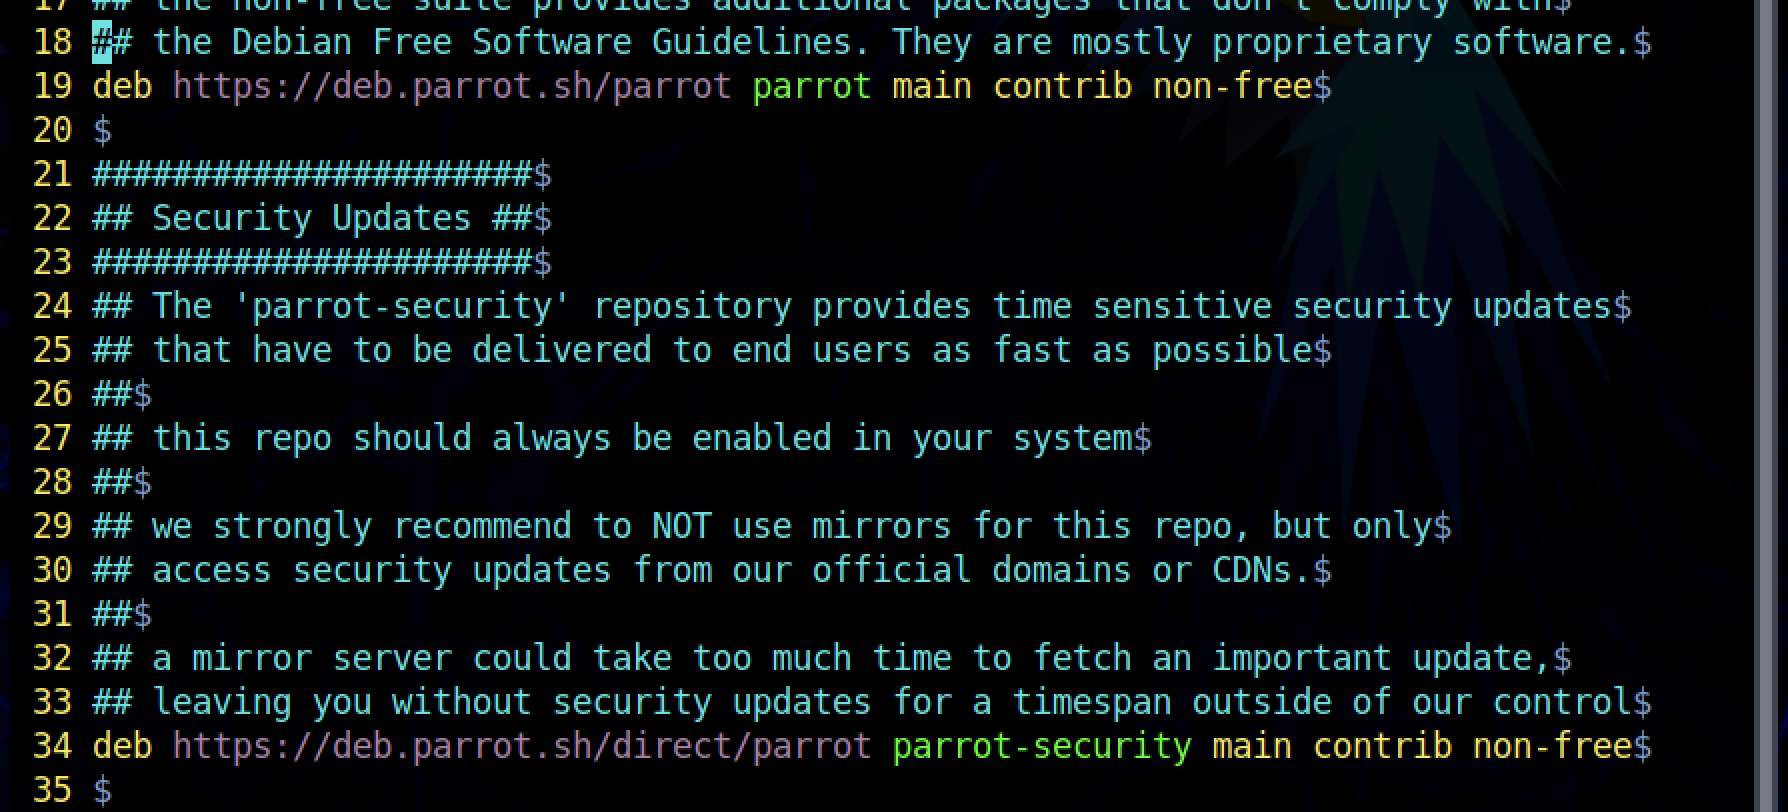 17 ## the non-free suite provides additional packages that don't comply with$
18 ## the Debian Free Software Guidelines. They are mostly proprietary software.$
19 deb https://deb.parrot.sh/parrot parrot main contrib non-free$
20 $
21 ######################$
22 ## Security Updates ##$
23 ######################$
24 ## The 'parrot-security' repository provides time sensitive security updates$
25 ## that have to be delivered to end users as fast as possible$
26 ##$
27 ## this repo should always be enabled in your system$
28 ##$
29 ## we strongly recommend to NOT use mirrors for this repo, but only$
30 ## access security updates from our official domains or CDNs.$
31 ##$
32 ## a mirror server could take too much time to fetch an important update,$
33 ## leaving you without security updates for a timespan outside of our control$
34 deb https://deb.parrot.sh/direct/parrot parrot-security main contrib non-free$
35 $